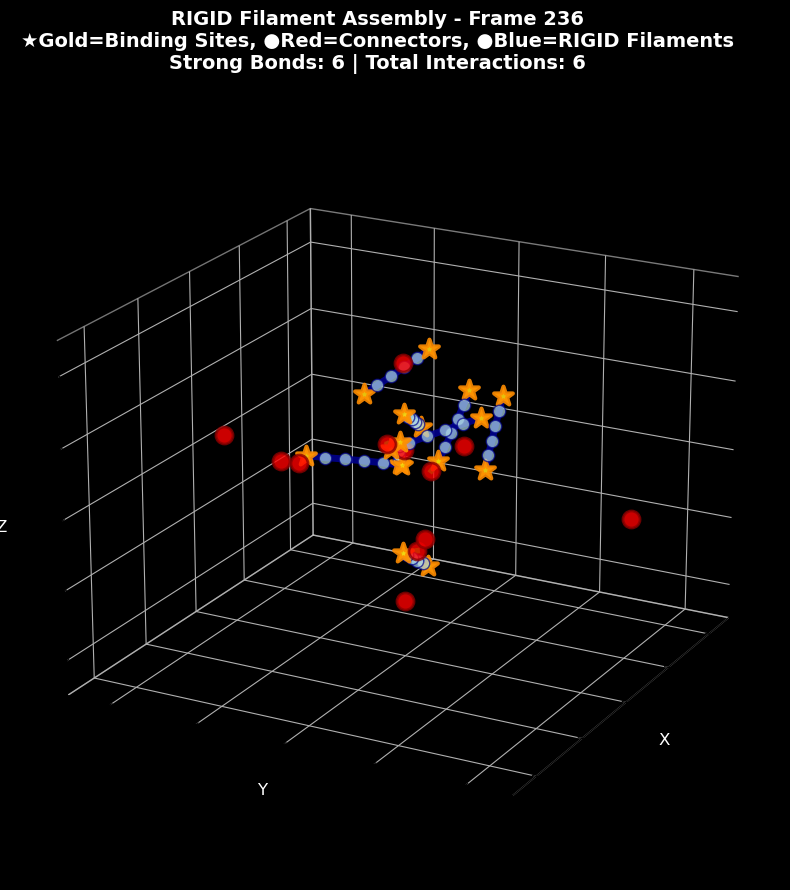 RIGID Filament Assembly - Frame 236
★Gold=Binding Sites, ●Red=Connectors, ●Blue=RIGID Filaments
Strong Bonds: 6 | Total Interactions: 6
Z
X
Y